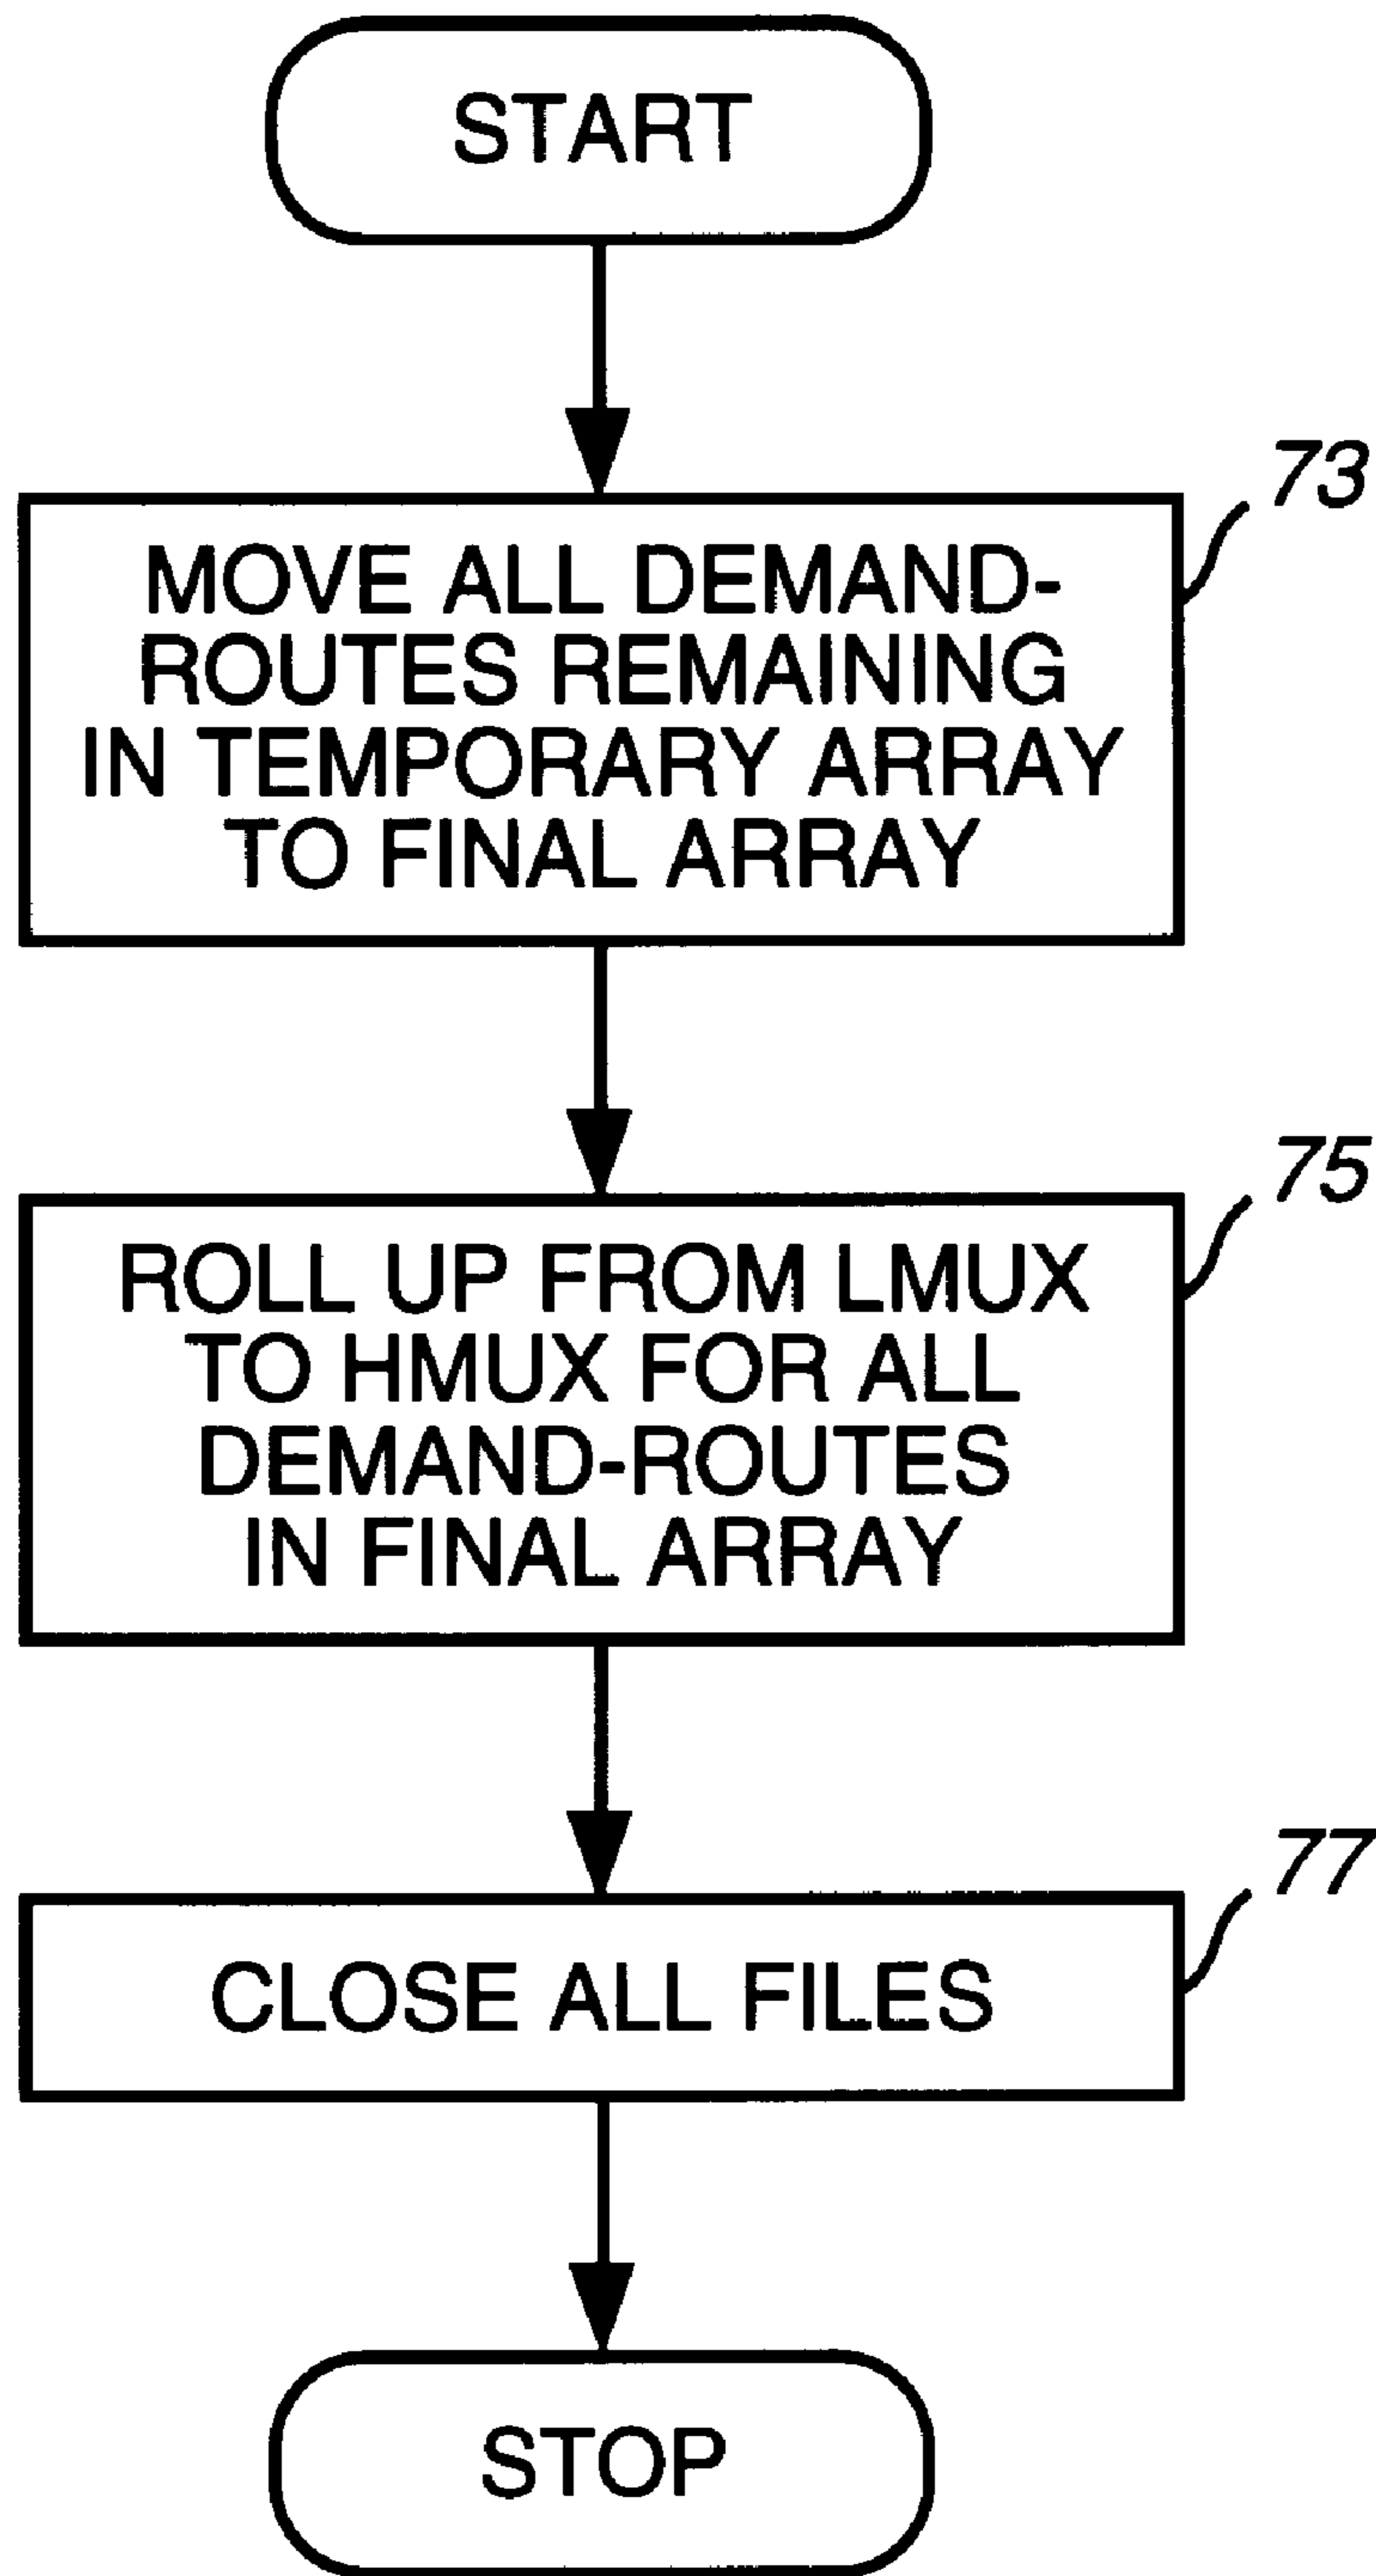 START
73
MOVE ALL DEMAND-
ROUTES REMAINING
IN TEMPORARY ARRAY
TO FINAL ARRAY
75
ROLL UP FROM LMUX
TO HMUX FOR ALL
DEMAND-ROUTES
IN FINAL ARRAY
77
CLOSE ALL FILES
STOP